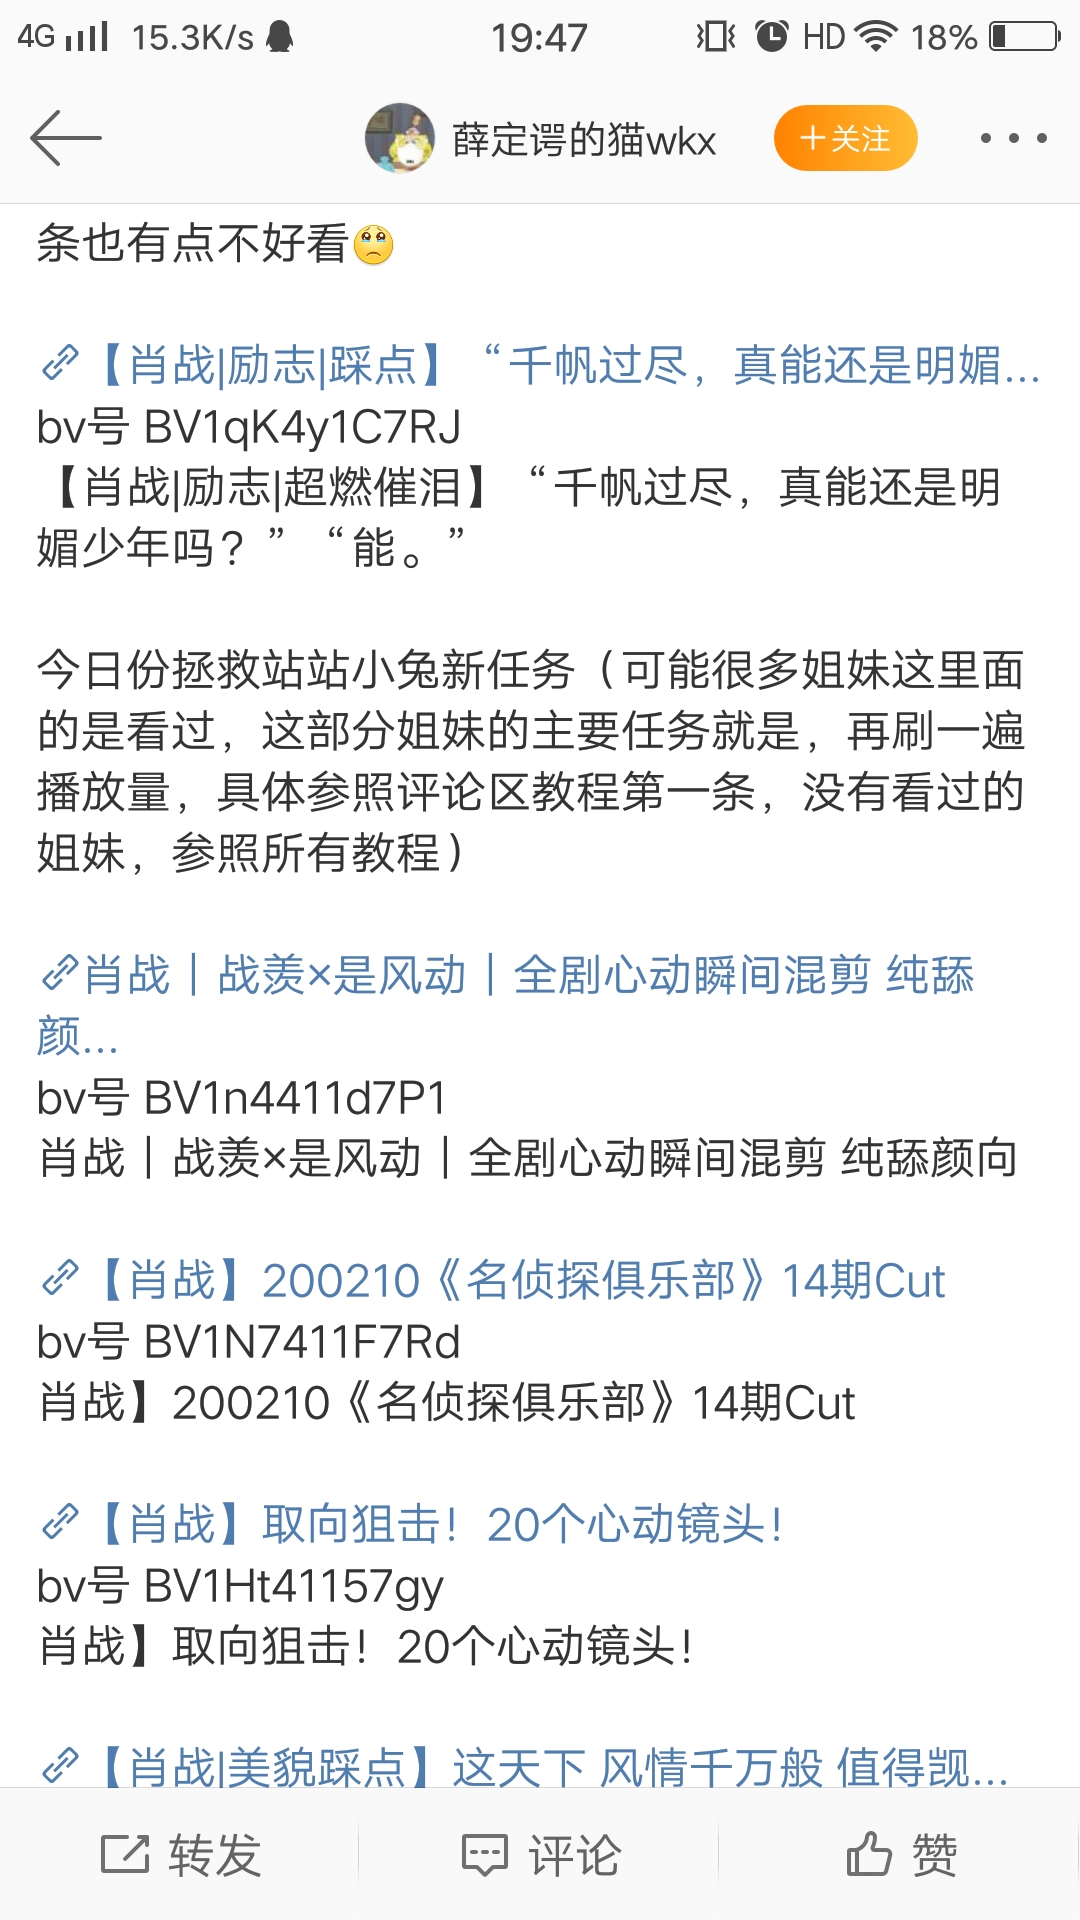 4G 15.3K/s 19:47 HD 18%
薛定谔的猫wkx
+关注
条也有点不好看
【肖战|励志|踩点】“千帆过尽，真能还是明媚...
bv号 BV1qK4y1C7RJ
【肖战|励志|超燃催泪】“千帆过尽，真能还是明
媚少年吗？”“能。”
今日份拯救站站小兔新任务（可能很多姐妹这里面
的是看过，这部分姐妹的主要任务就是，再刷一遍
播放量，具体参照评论区教程第一条，没有看过的
姐妹，参照所有教程）
肖战｜战羡×是风动｜全剧心动瞬间混剪 纯舔
颜...
bv号 BV1n4411d7P1
肖战｜战羡×是风动｜全剧心动瞬间混剪 纯舔颜向
【肖战】200210《名侦探俱乐部》14期Cut
bv号 BV1N7411F7Rd
肖战】200210《名侦探俱乐部》14期Cut
【肖战】取向狙击！20个心动镜头！
bv号 BV1Ht41157gy
肖战】取向狙击！20个心动镜头！
【肖战|美貌踩点】这天下 风情千万般 值得觊...
转发
评论
赞